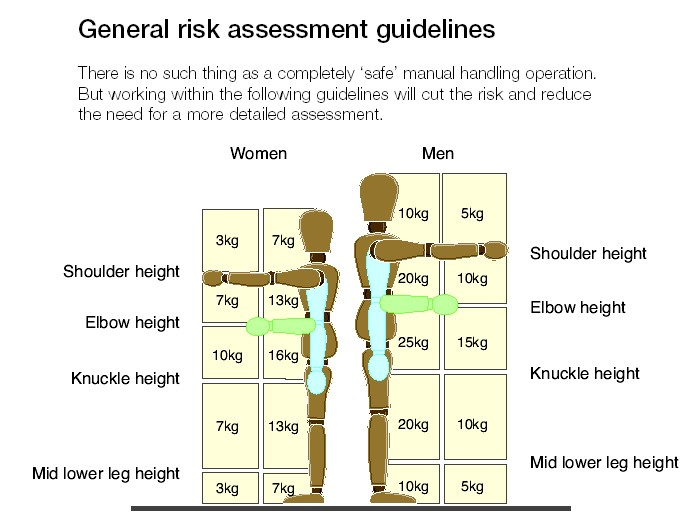 General risk assessment guidelines
There is no such thing as a completely ‘safe’ manual handling operation.
But working within the following guidelines will cut the risk and reduce
the need for a more detailed assessment.
Women
Men
3kg 7kg
10kg 5kg
Shoulder height
Shoulder height
7kg 13kg
20kg 10kg
Elbow height
Elbow height
10kg 16kg
25kg 15kg
Knuckle height
Knuckle height
7kg 13kg
20kg 10kg
Mid lower leg height
Mid lower leg height
3kg 7kg
10kg 5kg